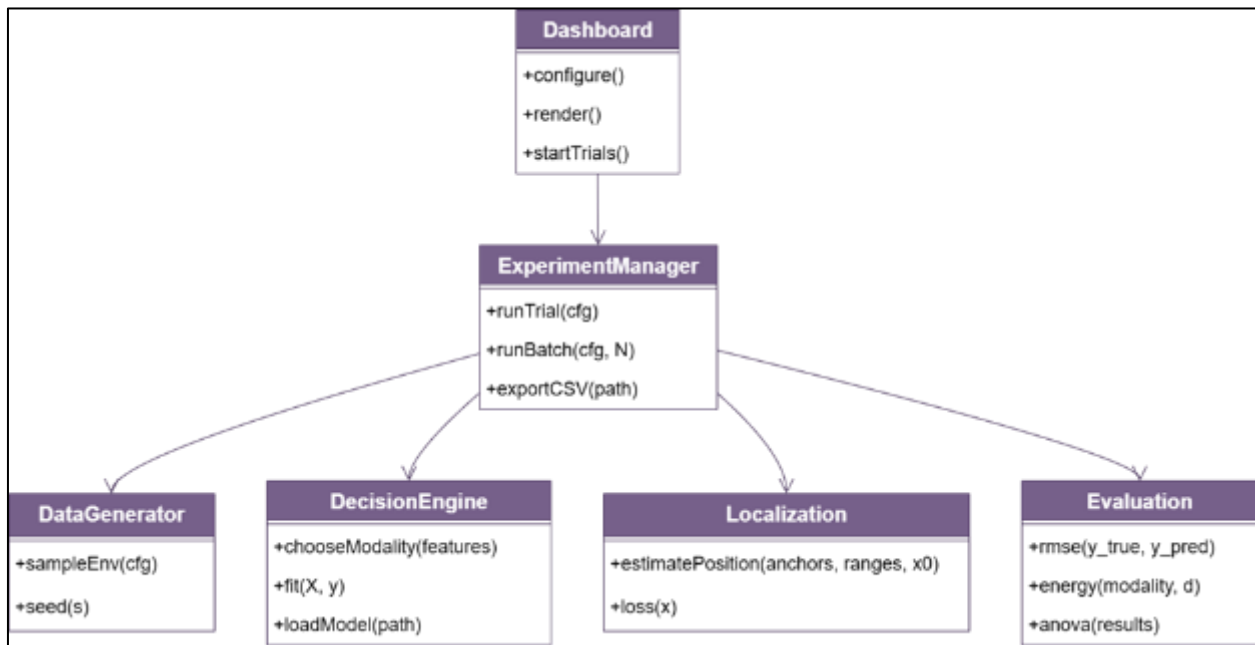 Dashboard
+configure()
+render()
+startTrials()
ExperimentManager
+runTrial(cfg)
+runBatch(cfg, N)
+exportCSV(path)
DataGenerator
+sampleEnv(cfg)
+seed(s)
DecisionEngine
+chooseModality(features)
+fit(X, y)
+loadModel(path)
Localization
+estimatePosition(anchors, ranges, x0)
+loss(x)
Evaluation
+rmse(y_true, y_pred)
+energy(modality, d)
+anova(results)